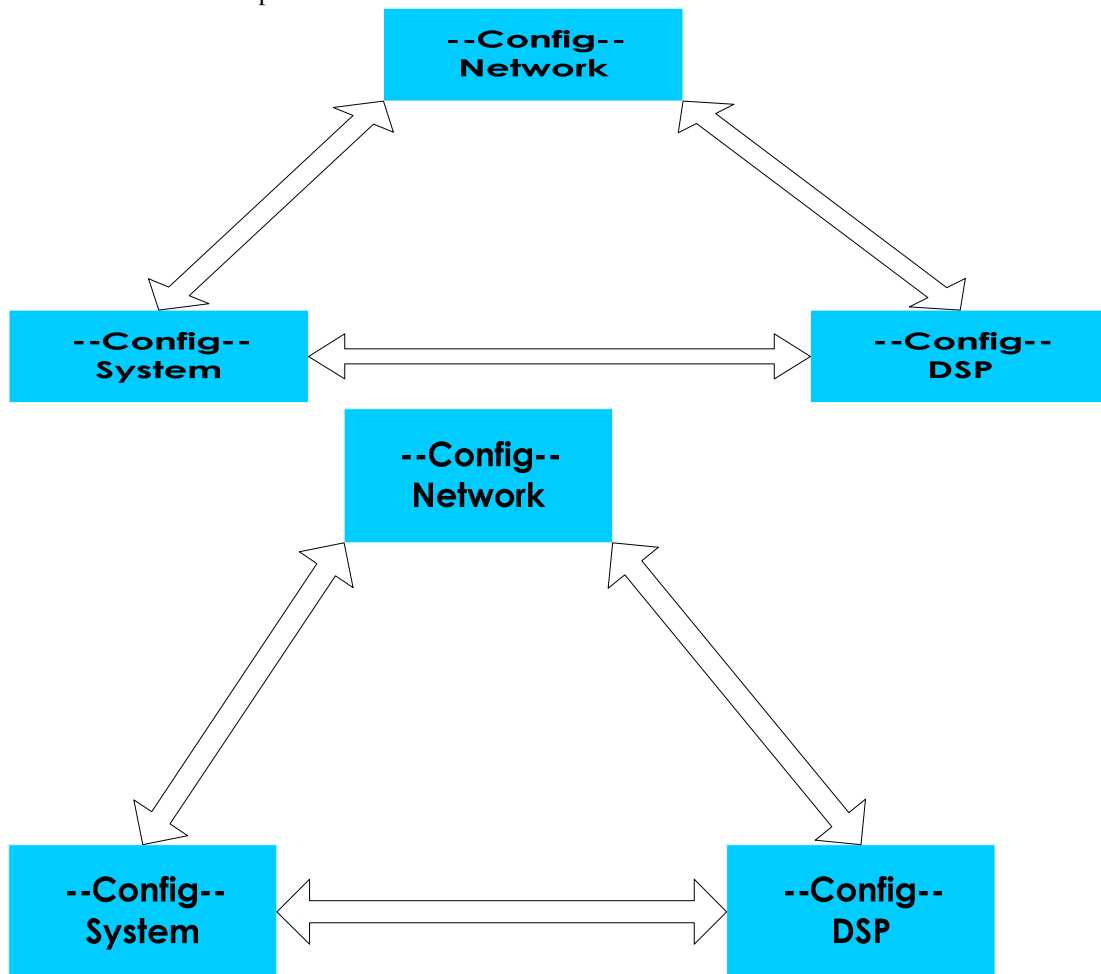 --Config--
Network
--Config--
System
--Config--
DSP
--Config--
Network
--Config--
System
--Config--
DSP